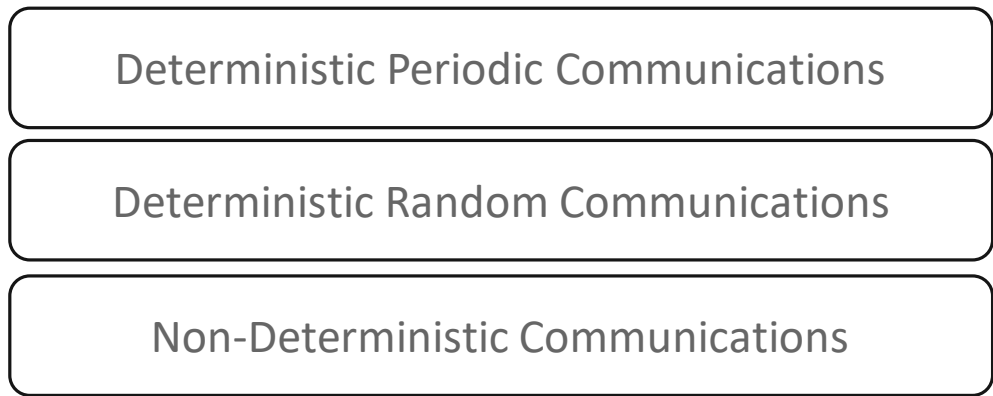 Deterministic Periodic Communications
Deterministic Random Communications
Non-Deterministic Communications